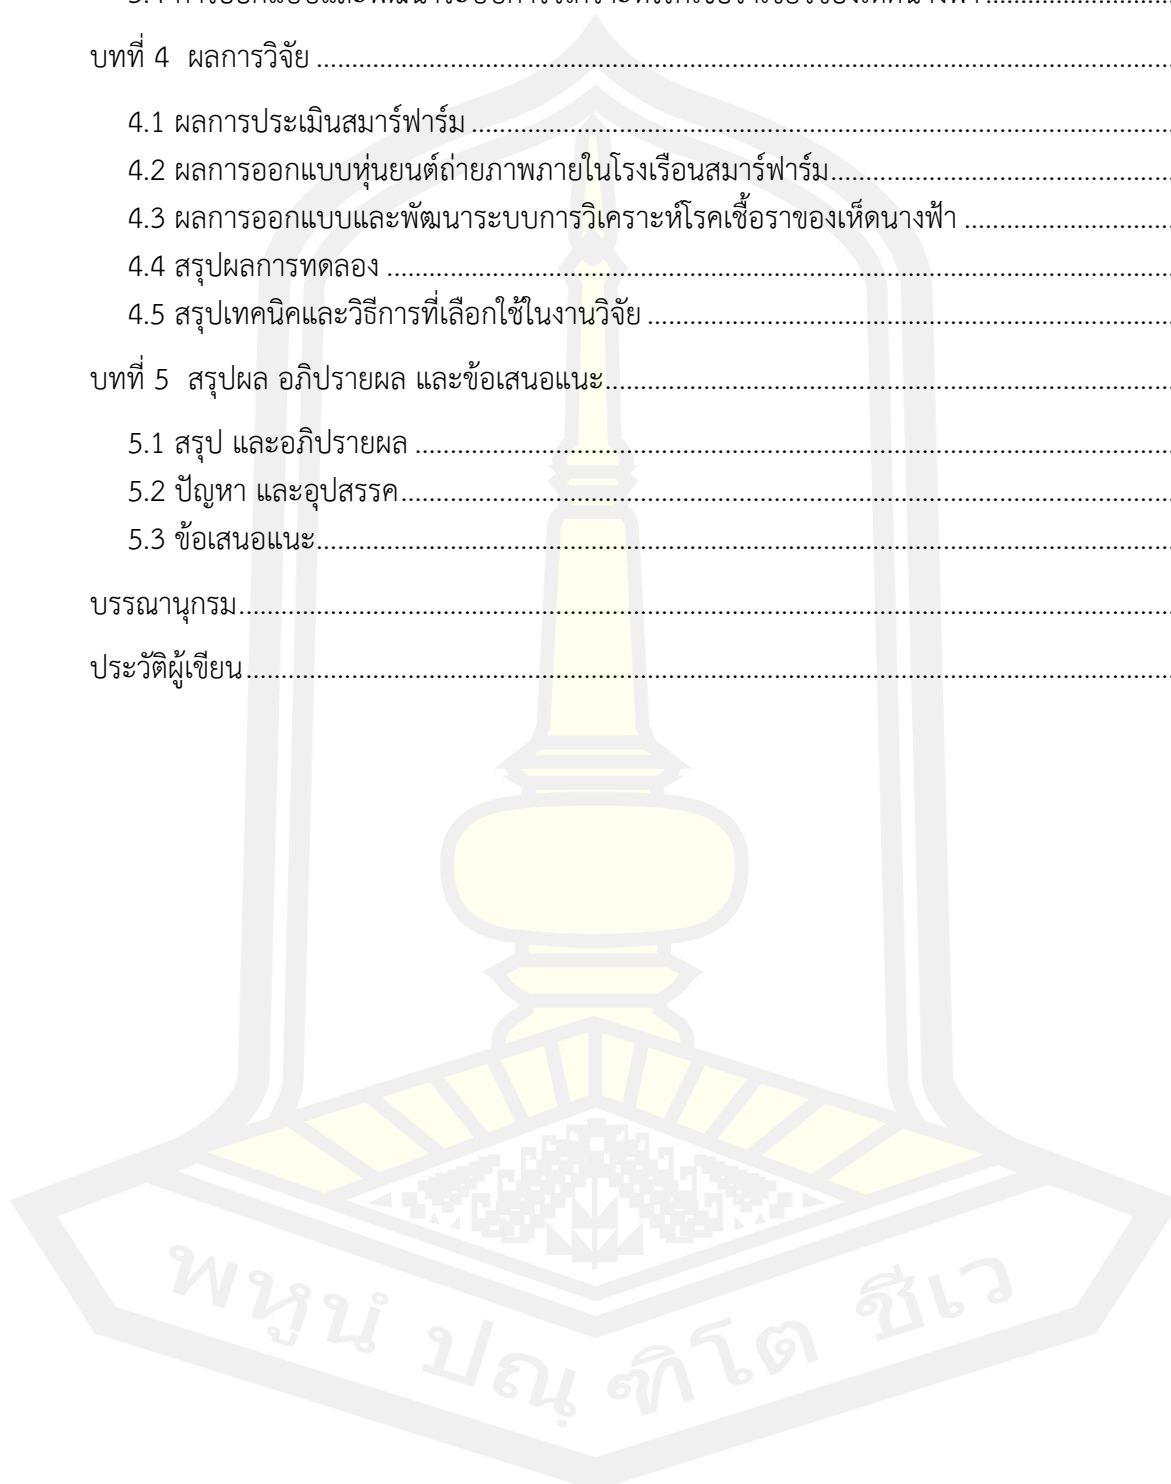 บทที่ 4 ผลการวิจัย
4.1 ผลการประเมินสมาร์ฟาร์ม
4.2 ผลการออกแบบหุ่นยนต์ถ่ายภาพภายในโรงเรือนสมาร์ฟาร์ม
4.3 ผลการออกแบบและพัฒนาระบบการวิเคราะห์โรคเชื้อราของเห็ดนางฟ้า
4.4 สรุปผลการทดลอง
4.5 สรุปเทคนิคและวิธีการที่เลือกใช้ในงานวิจัย
บทที่ 5 สรุปผล อภิปรายผล และข้อเสนอแนะ
5.1 สรุป และอภิปรายผล
5.2 ปัญหา และอุปสรรค
5.3 ข้อเสนอแนะ
บรรณานุกรม
ประวัติผู้เขียน
พหูนํ ปณฺฑิโต ชีเว